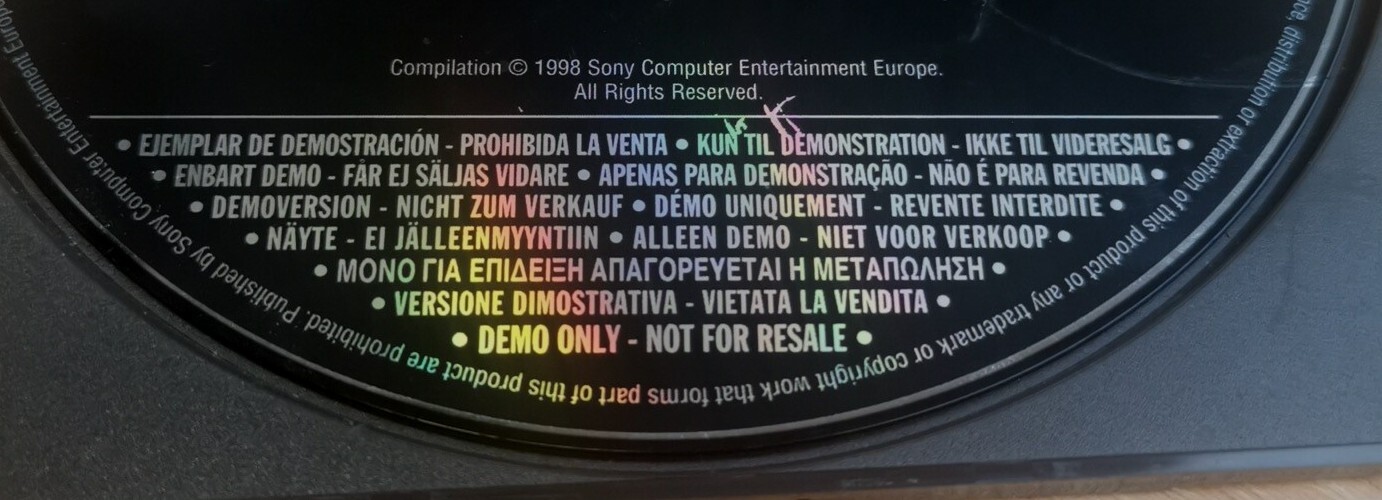 Compilation © 1998 Sony Computer Entertainment Europe.
All Rights Reserved.
• EJEMPLAR DE DEMOSTRACIÓN - PROHIBIDA LA VENTA • KUN TIL DEMONSTRATION - IKKE TIL VIDERESALG •
• ENBART DEMO - FÅR EJ SÄLJAS VIDARE • APENAS PARA DEMONSTRAÇÃO - NÃO É PARA REVENDA •
• DEMOVERSION - NICHT ZUM VERKAUF • DÉMO UNIQUEMENT - REVENTE INTERDITE •
• NÄYTE - EI JÄLLEENMYYNTIIN • ALLEEN DEMO - NIET VOOR VERKOOP •
• ΜΟΝΟ ΓΙΑ ΕΠΙΔΕΙΞΗ ΑΠΑΓΟΡΕΥΕΤΑΙ Η ΜΕΤΑΠΩΛΗΣΗ •
• VERSIONE DIMOSTRATIVA - VIETATA LA VENDITA •
• DEMO ONLY - NOT FOR RESALE •
distribution or extraction of this product or any trademark or copyright work that forms part of this product are prohibited. Published by Sony Computer Entertainment